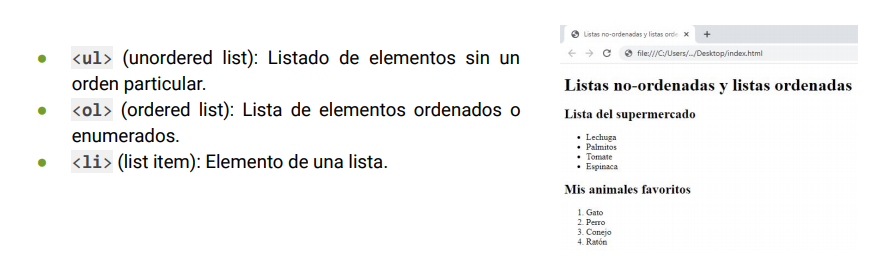 <ul> (unordered list): Listado de elementos sin un
orden particular.
<ol> (ordered list): Lista de elementos ordenados o
enumerados.
<li> (list item): Elemento de una lista.
Listas no-ordenadas y listas orde
file:///C:/Users/.../Desktop/index.html
Listas no-ordenadas y listas ordenadas
Lista del supermercado
Lechuga
Palmitos
Tomate
Espinaca
Mis animales favoritos
1. Gato
2. Perro
3. Conejo
4. Ratón